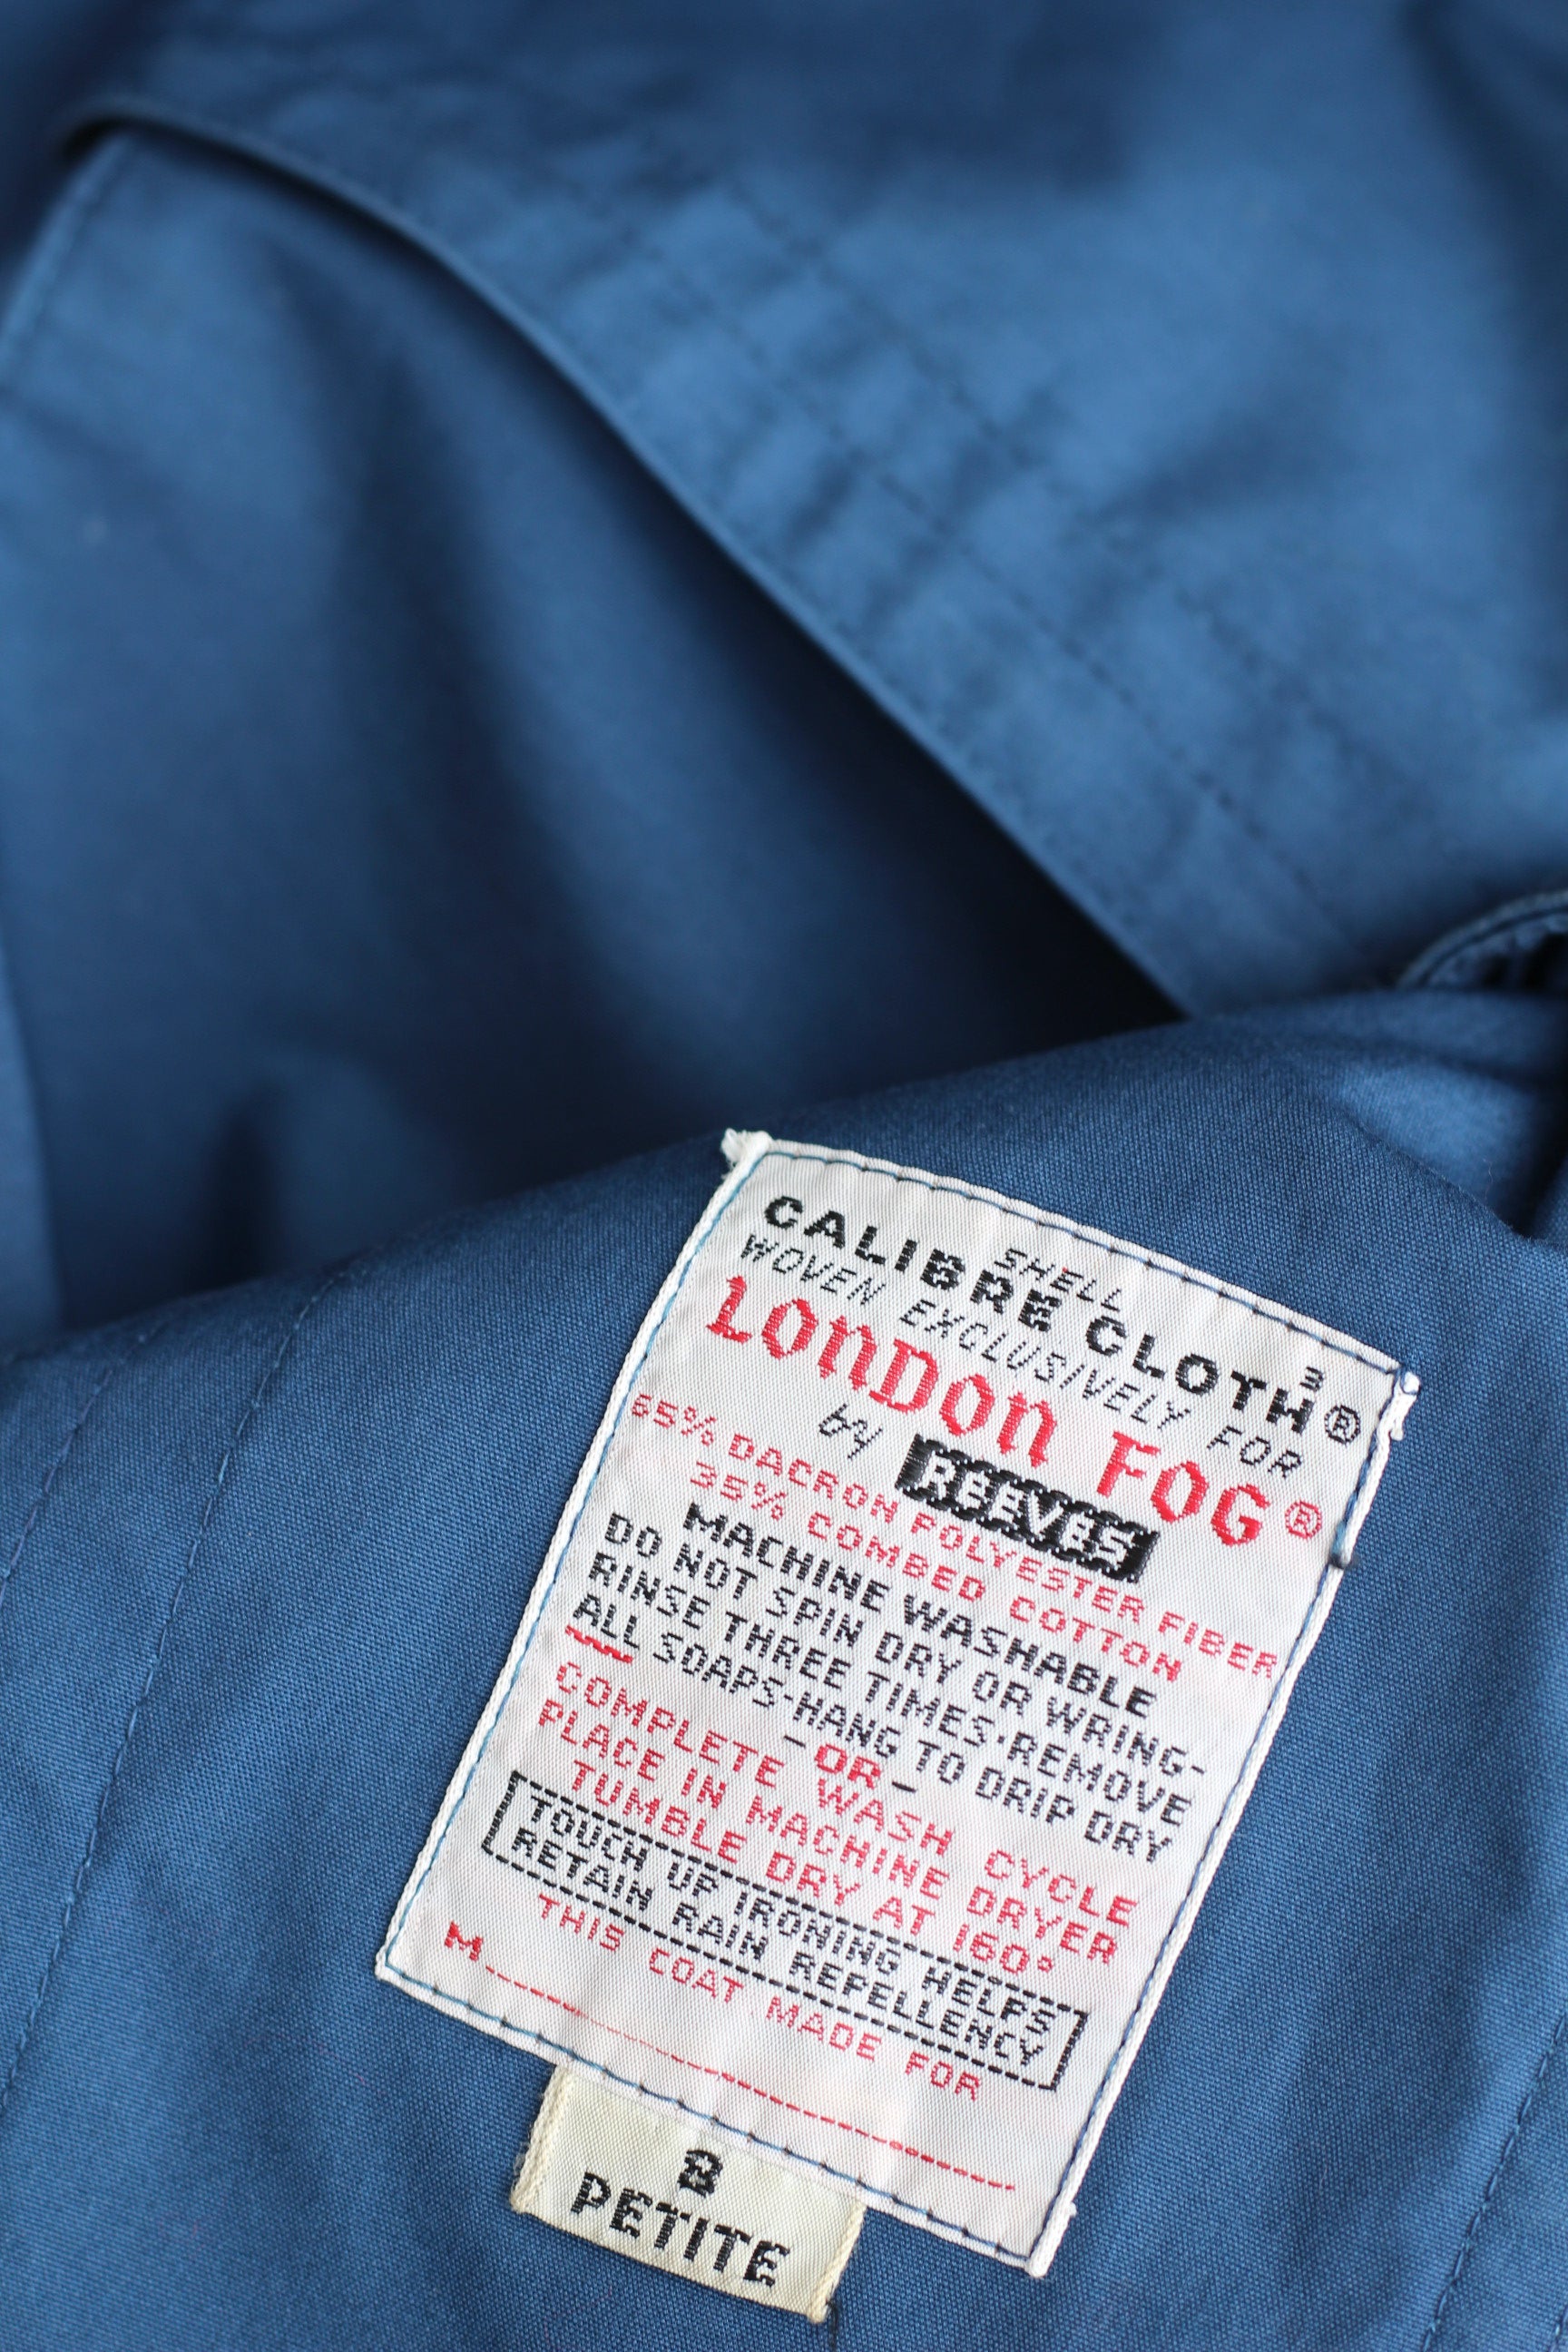 SHELL
CALIBRE CLOTH³®
WOVEN EXCLUSIVELY FOR
LONDON FOG®
by REEVES
65% DACRON POLYESTER FIBER
35% COMBED COTTON
MACHINE WASHABLE
DO NOT SPIN DRY OR WRING-
RINSE THREE TIMES·REMOVE
ALL SOAPS-HANG TO DRIP DRY
-OR-
COMPLETE WASH CYCLE
PLACE IN MACHINE DRYER
TUMBLE DRY AT 160°
TOUCH UP IRONING HELPS
RETAIN RAIN REPELLENCY
THIS COAT MADE FOR
M
8
PETITE